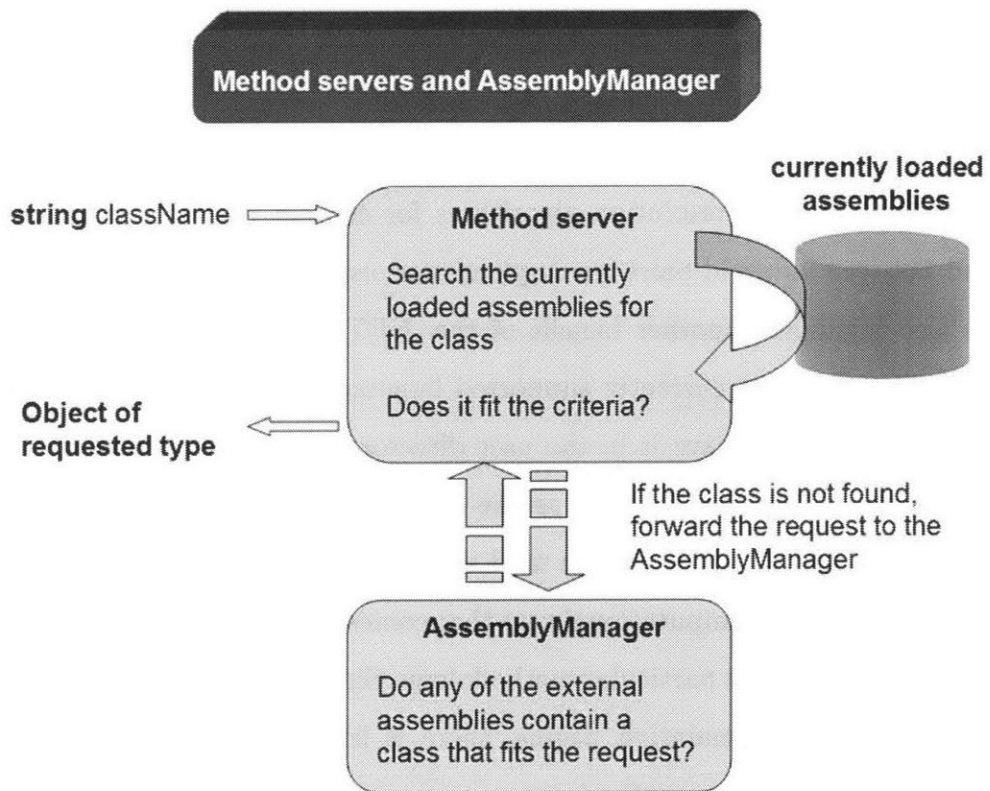 Method servers and AssemblyManager
currently loaded
assemblies
string className
Method server
Search the currently
loaded assemblies for
the class
Does it fit the criteria?
Object of
requested type
If the class is not found,
forward the request to the
AssemblyManager
AssemblyManager
Do any of the external
assemblies contain a
class that fits the request?